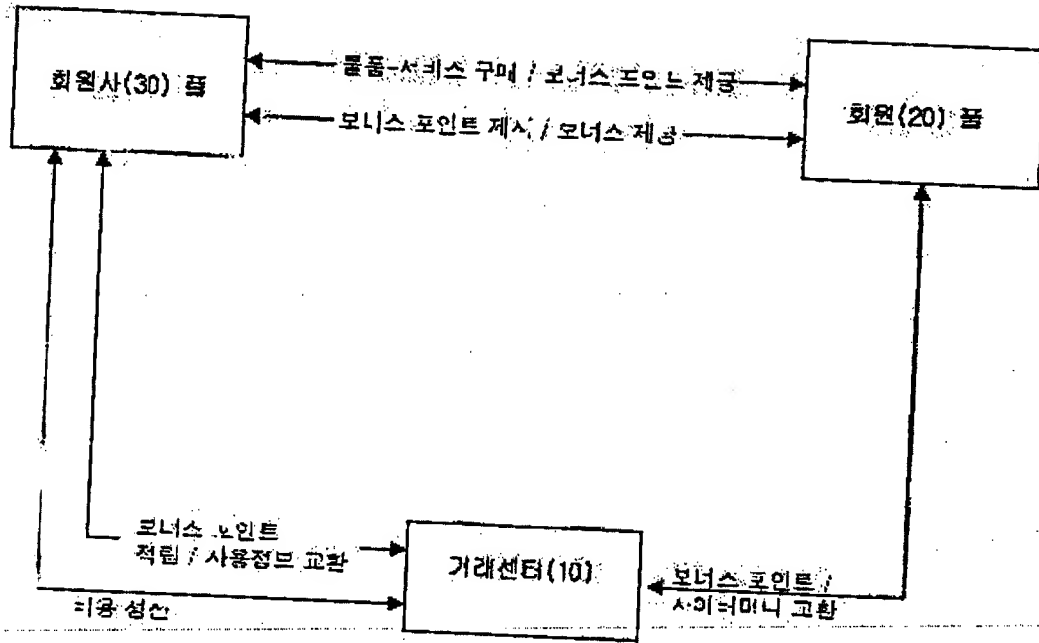 회원사(30) 풀
물품-서비스 구매 / 보너스 포인트 제공
회원(20) 풀
보너스 포인트 제시 / 보너스 제공
보너스 포인트
적립 / 사용정보 교환
거래센터(10)
보너스 포인트 /
사이버머니 교환
비용 정산